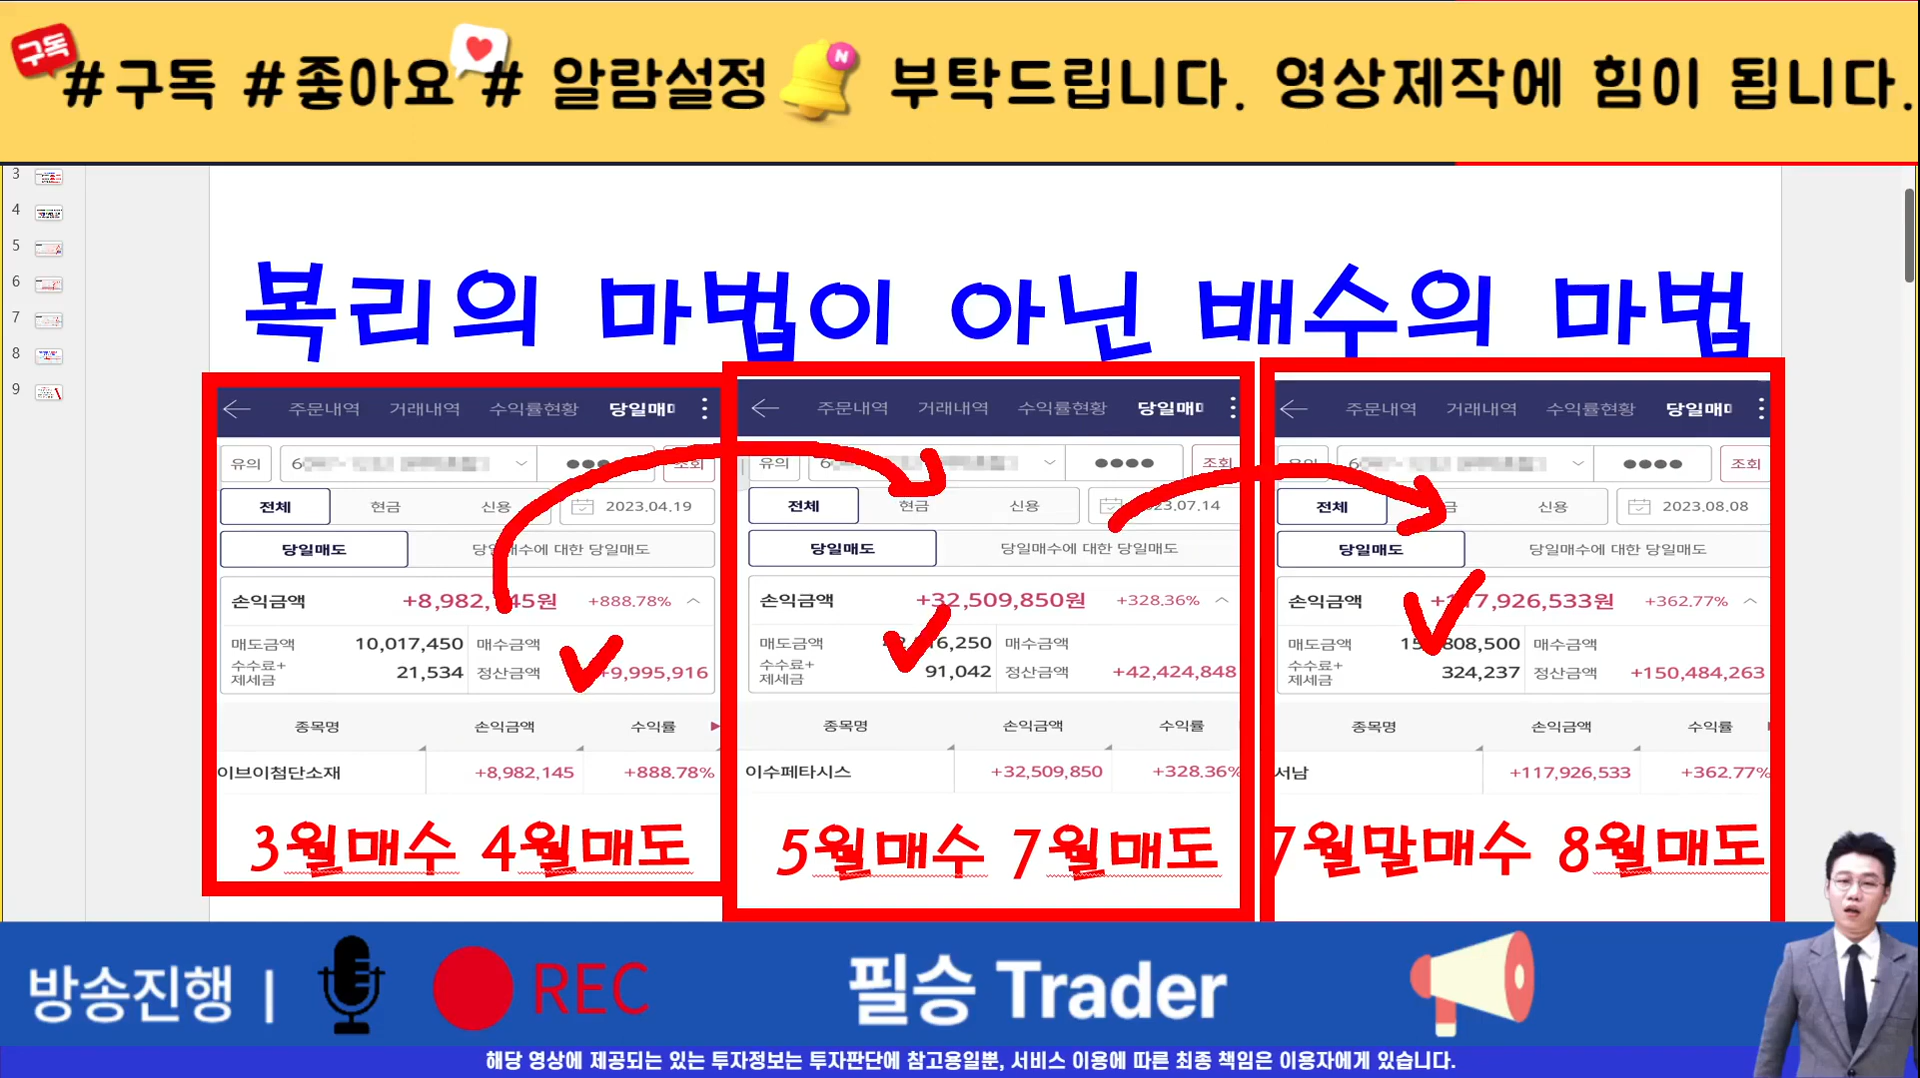 구독
#구독 #좋아요 # 알람설정 N 부탁드립니다. 영상제작에 힘이 됩니다.
3
4
5
6
7
8
9
복리의 마법이 아닌 배수의 마법
주문내역 거래내역 수익률현황 당일매
유의 6
전체 현금 신용 2023.04.19
당일매도 당일매수에 대한 당일매도
손익금액 +8,982,145원 +888.78%
매도금액 10,017,450 매수금액
수수료+
제세금 21,534 정산금액 +9,995,916
종목명 손익금액 수익률
이브이첨단소재 +8,982,145 +888.78%
3월매수 4월매도
주문내역 거래내역 수익률현황 당일매
유의 6 조회
전체 현금 신용 23.07.14
당일매도 당일매수에 대한 당일매도
손익금액 +32,509,850원 +328.36%
매도금액 6,250 매수금액
수수료+
제세금 91,042 정산금액 +42,424,848
종목명 손익금액 수익률
이수페타시스 +32,509,850 +328.36%
5월매수 7월매도
주문내역 거래내역 수익률현황 당일매
6 조회
전체 금 신용 2023.08.08
당일매도 당일매수에 대한 당일매도
손익금액 +117,926,533원 +362.77%
매도금액 15 808,500 매수금액
수수료+
제세금 324,237 정산금액 +150,484,263
종목명 손익금액 수익률
서남 +117,926,533 +362.77%
7월말매수 8월매도
방송진행 | REC 필승 Trader
해당 영상에 제공되는 있는 투자정보는 투자판단에 참고용일뿐, 서비스 이용에 따른 최종 책임은 이용자에게 있습니다.